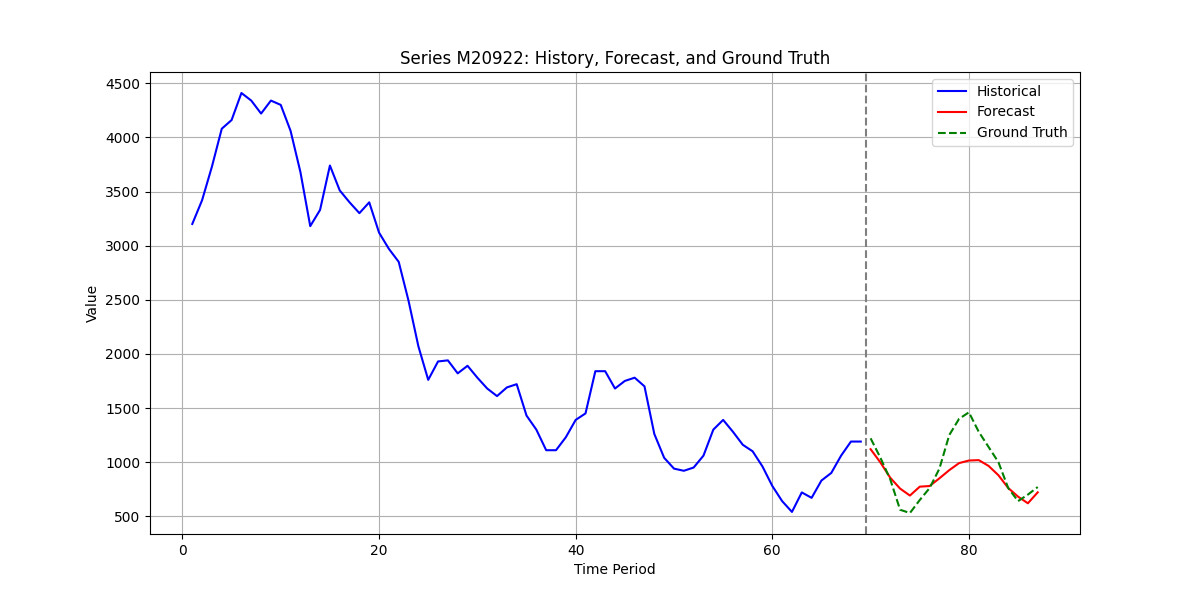 Series M20922: History, Forecast, and Ground Truth
Historical
Forecast
Ground Truth
Value
4500
4000
3500
3000
2500
2000
1500
1000
500
0 20 40 60 80
Time Period